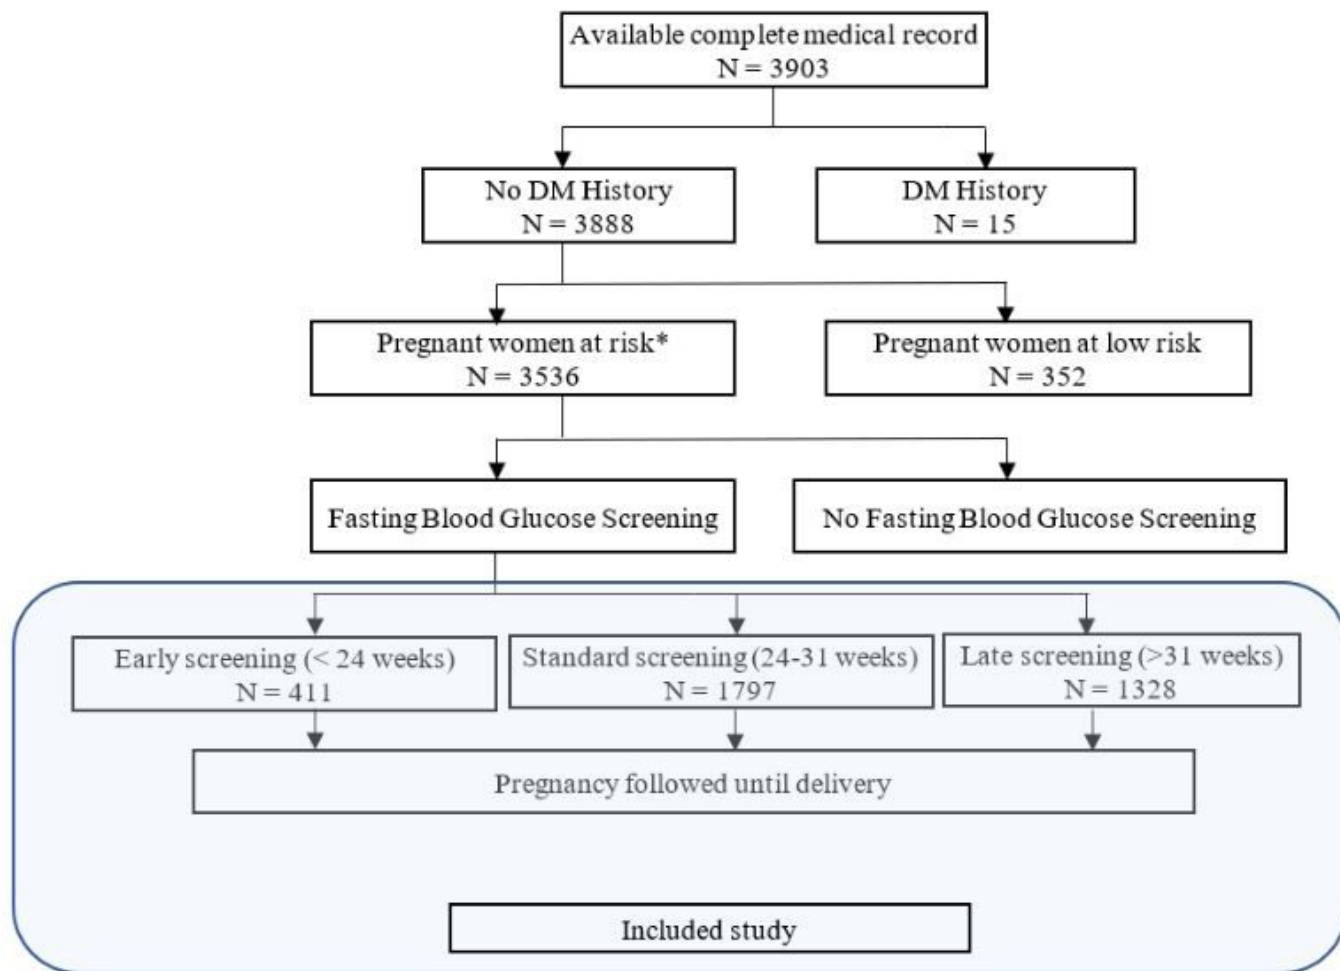 Available complete medical record
N = 3903
No DM History
N = 3888
DM History
N = 15
Pregnant women at risk*
N = 3536
Pregnant women at low risk
N = 352
Fasting Blood Glucose Screening
No Fasting Blood Glucose Screening
Early screening (< 24 weeks)
N = 411
Standard screening (24-31 weeks)
N = 1797
Late screening (>31 weeks)
N = 1328
Pregnancy followed until delivery
Included study